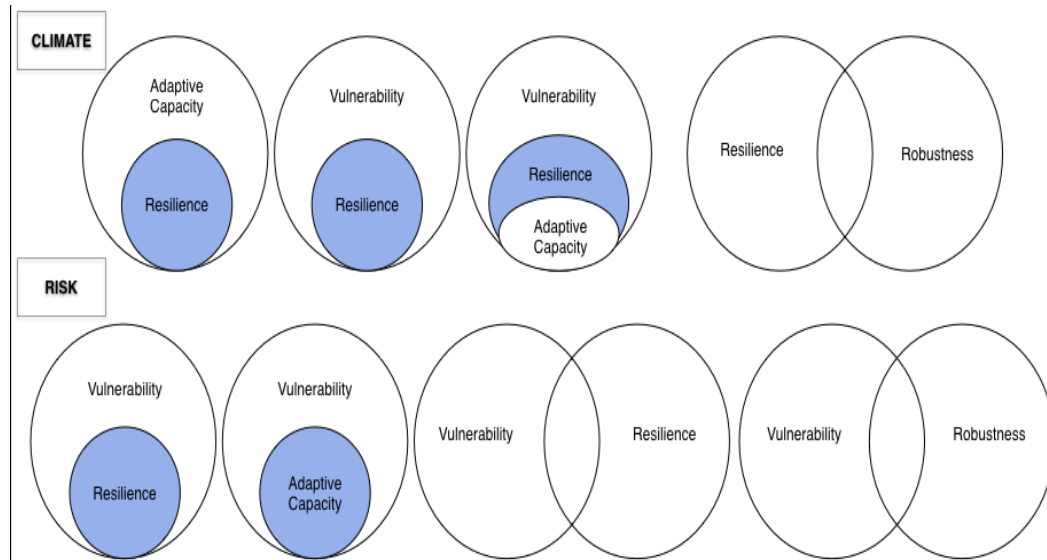 CLIMATE
Adaptive
Capacity
Resilience
Vulnerability
Resilience
Vulnerability
Resilience
Adaptive
Capacity
Resilience
Robustness
RISK
Vulnerability
Resilience
Vulnerability
Adaptive
Capacity
Vulnerability
Resilience
Vulnerability
Robustness